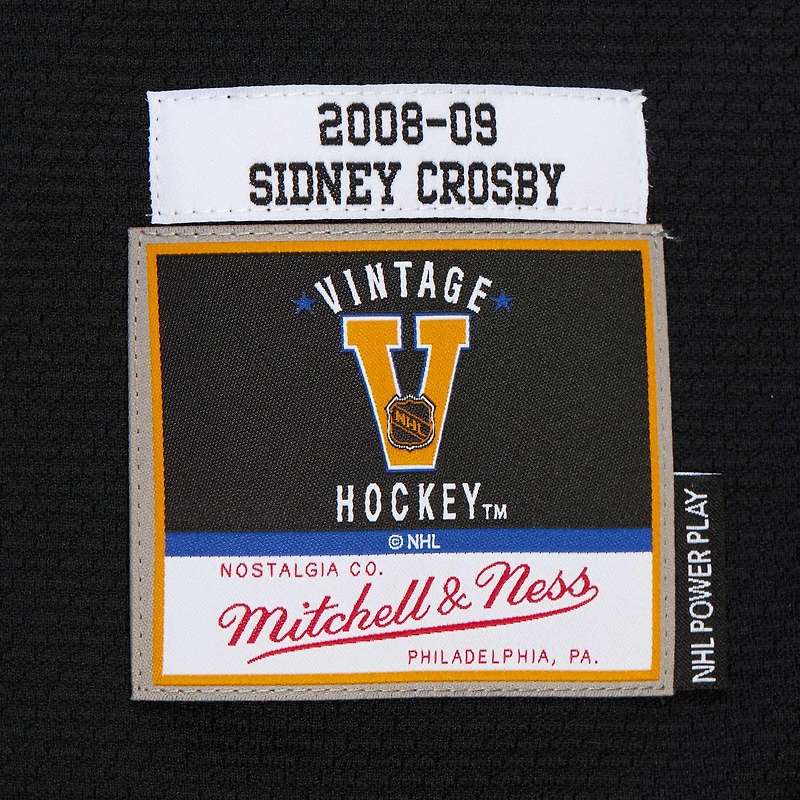 2008-09
SIDNEY CROSBY
VINTAGE
V
NHL
HOCKEY™
© NHL
NOSTALGIA CO.
Mitchell & Ness
PHILADELPHIA, PA.
NHL POWER PLAY